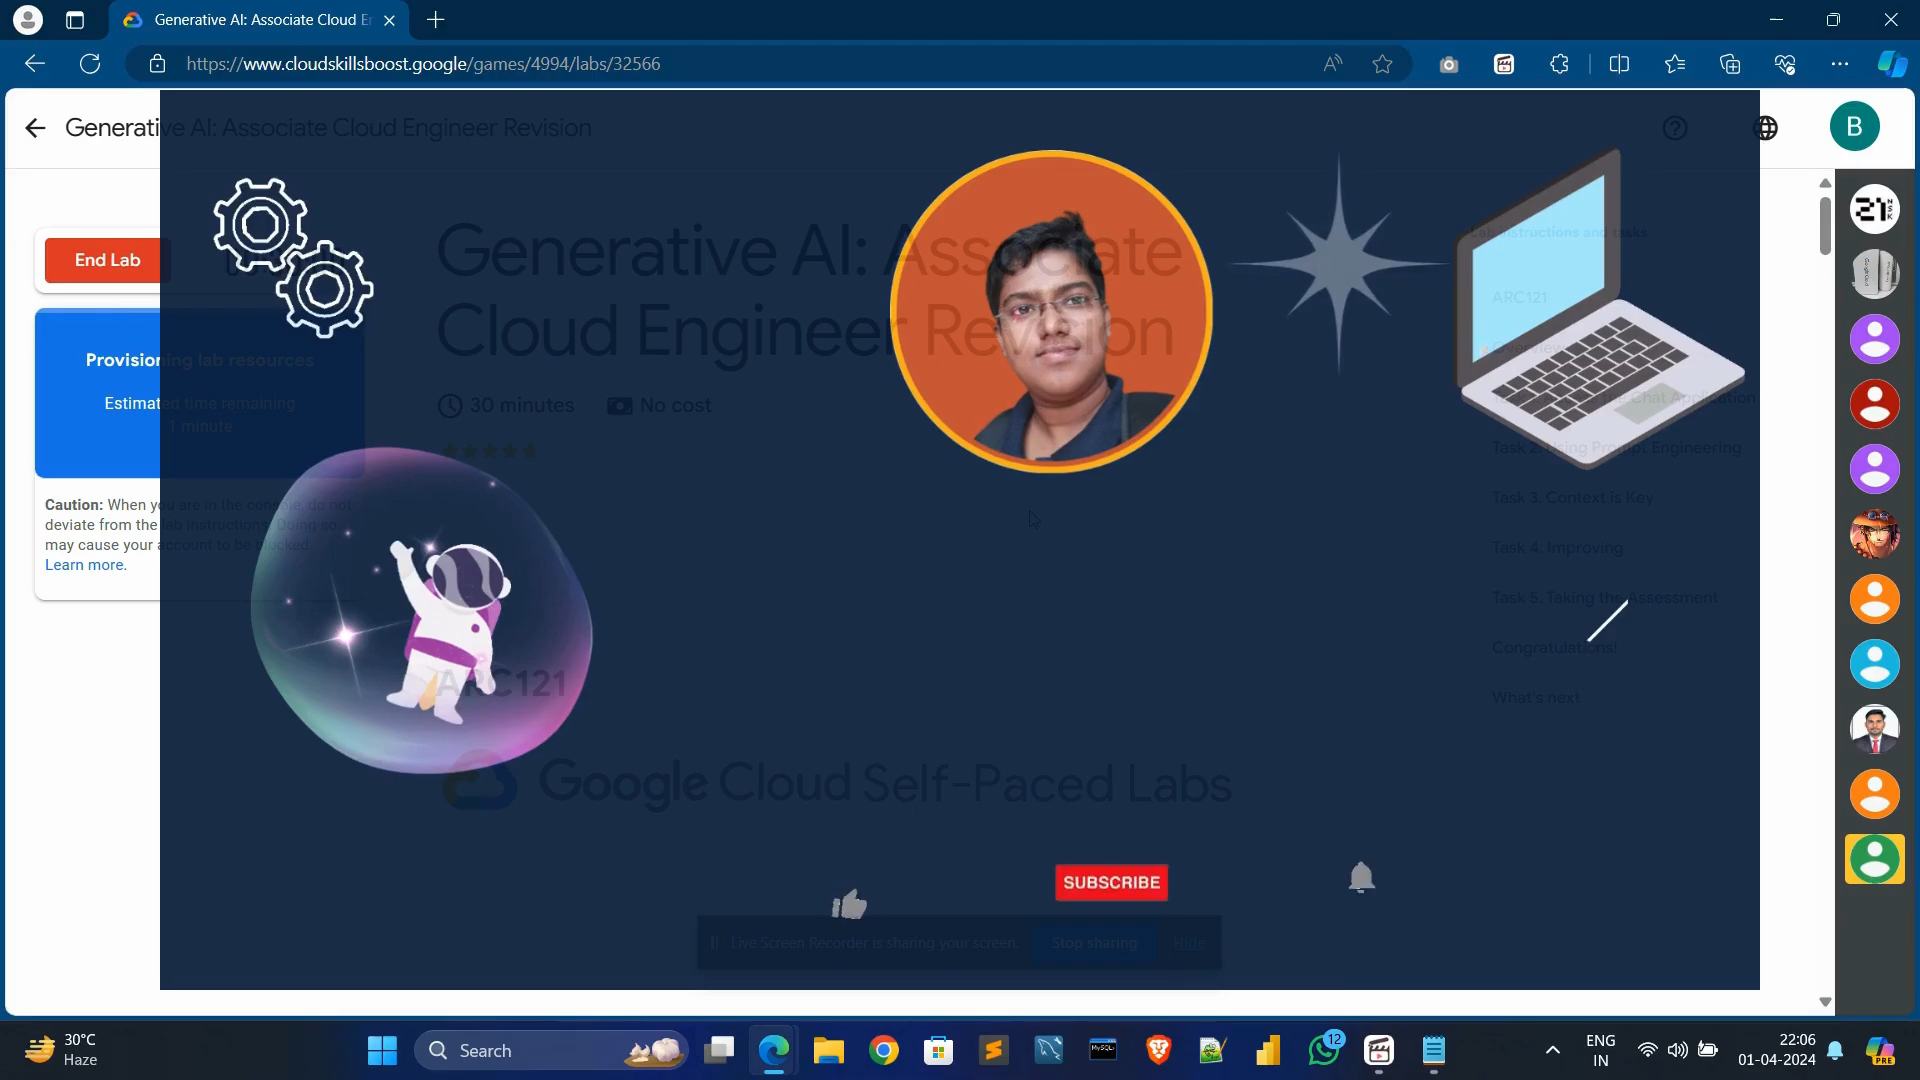 Generative AI: Associate Cloud E
https://www.cloudskillsboost.google/games/4994/labs/32566
Generative AI: Associate Cloud Engineer Revision
B
End Lab
Provisioning lab resources
Estimated time remaining
1 minute
Caution: When you are in the console, do not
deviate from the lab instructions. Doing so
may cause your account to be blocked.
Learn more.
Generative AI: Associate
Cloud Engineer Revision
30 minutes
No cost
ARC121
Google Cloud Self-Paced Labs
Lab instructions and tasks
ARC121
Overview
the Chat Application
Task 2. Using Prompt Engineering
Task 3. Context is Key
Task 4. Improving
Task 5. Taking the Assessment
Congratulations!
What's next
SUBSCRIBE
Live Screen Recorder is sharing your screen.
Stop sharing
Hide
21
30°C
Haze
Search
MySQL
12
ENG
IN
22:06
01-04-2024
PRE